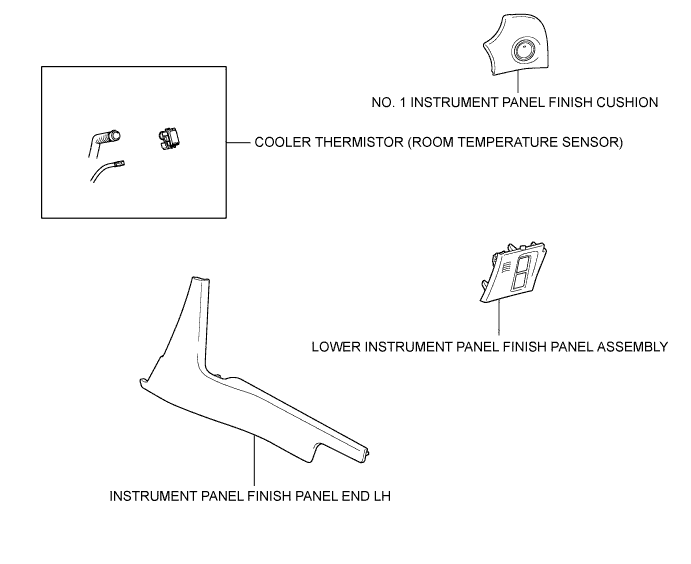 NO. 1 INSTRUMENT PANEL FINISH CUSHION
COOLER THERMISTOR (ROOM TEMPERATURE SENSOR)
LOWER INSTRUMENT PANEL FINISH PANEL ASSEMBLY
INSTRUMENT PANEL FINISH PANEL END LH